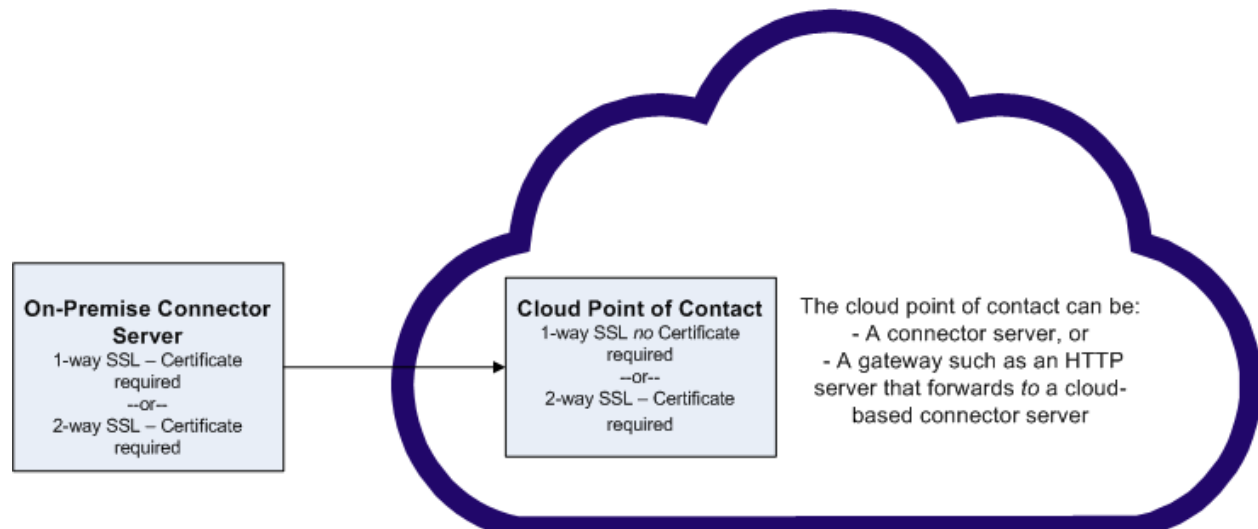 On-Premise Connector
Server
1-way SSL – Certificate
required
--or--
2-way SSL – Certificate
required
Cloud Point of Contact
1-way SSL no Certificate
required
--or--
2-way SSL – Certificate
required
The cloud point of contact can be:
- A connector server, or
- A gateway such as an HTTP
server that forwards to a cloud-
based connector server